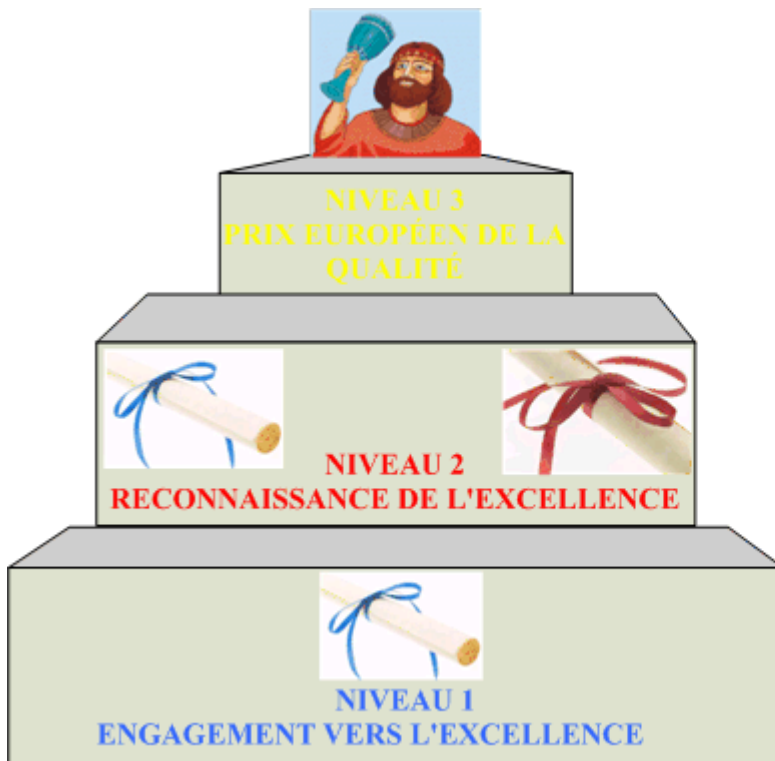 NIVEAU 3
PRIX EUROPÉEN DE LA
QUALITÉ
NIVEAU 2
RECONNAISSANCE DE L'EXCELLENCE
NIVEAU 1
ENGAGEMENT VERS L'EXCELLENCE